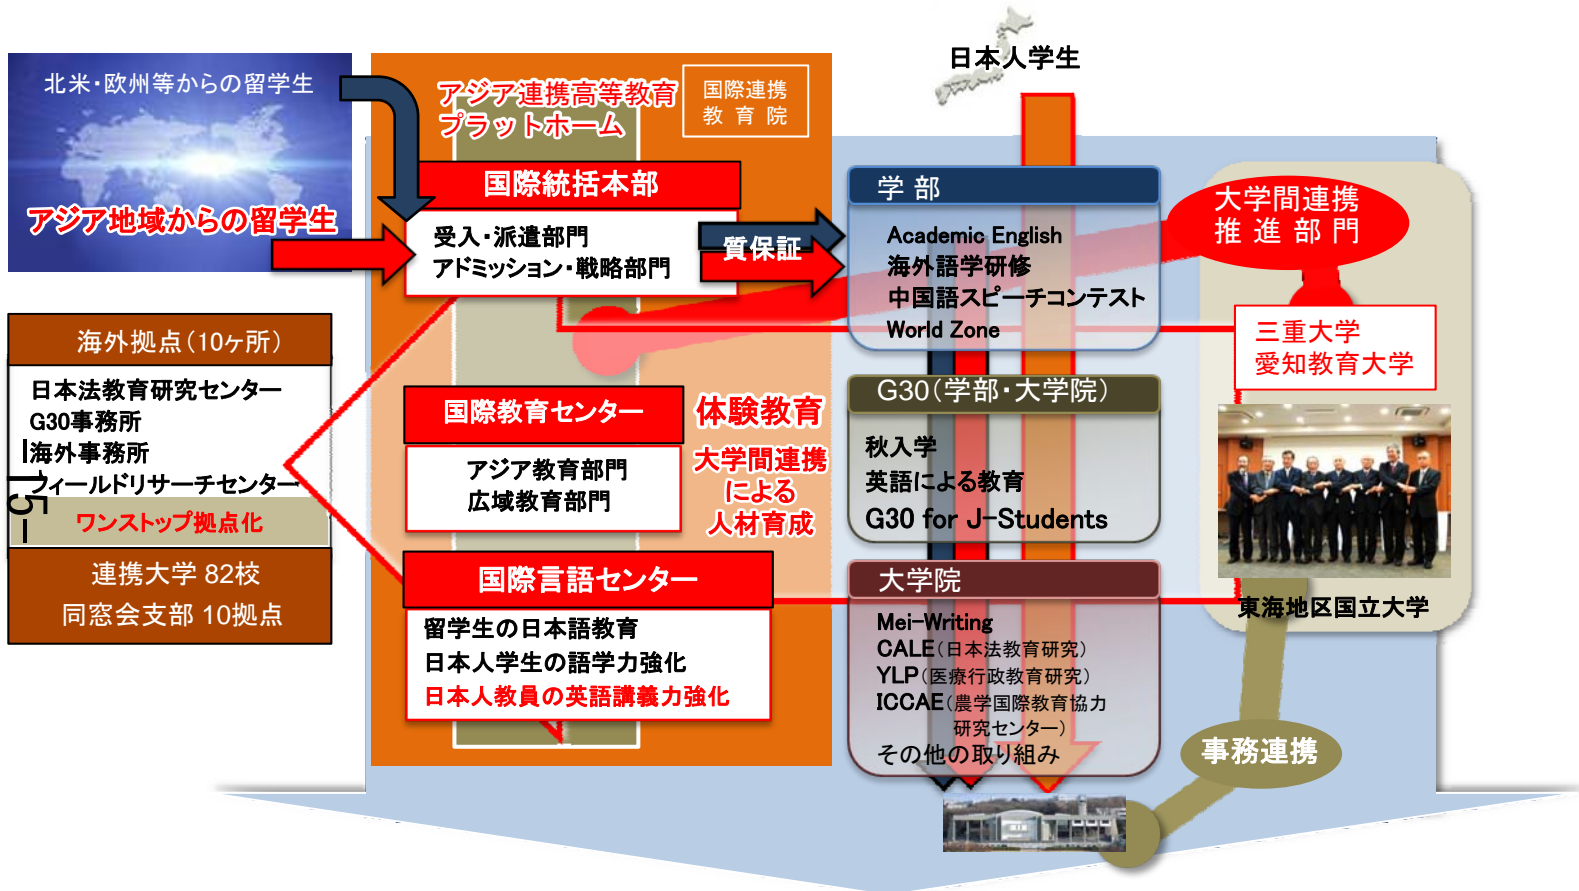 日本人学生
北米・欧州等からの留学生
アジア地域からの留学生
アジア連携高等教育
プラットホーム
国際連携
教育院
国際統括本部
受入・派遣部門
アドミッション・戦略部門
質保証
学部
Academic English
海外語学研修
中国語スピーチコンテスト
World Zone
大学間連携
推進部門
三重大学
愛知教育大学
海外拠点（10ヶ所）
日本法教育研究センター
G30事務所
海外事務所
フィールドリサーチセンター
ワンストップ拠点化
連携大学 82校
同窓会支部 10拠点
国際教育センター
アジア教育部門
広域教育部門
体験教育
大学間連携
による
人材育成
G30（学部・大学院）
秋入学
英語による教育
G30 for J-Students
国際言語センター
留学生の日本語教育
日本人学生の語学力強化
日本人教員の英語講義力強化
大学院
Mei-Writing
CALE（日本法教育研究）
YLP（医療行政教育研究）
ICCAE（農学国際教育協力
研究センター）
その他の取り組み
東海地区国立大学
事務連携